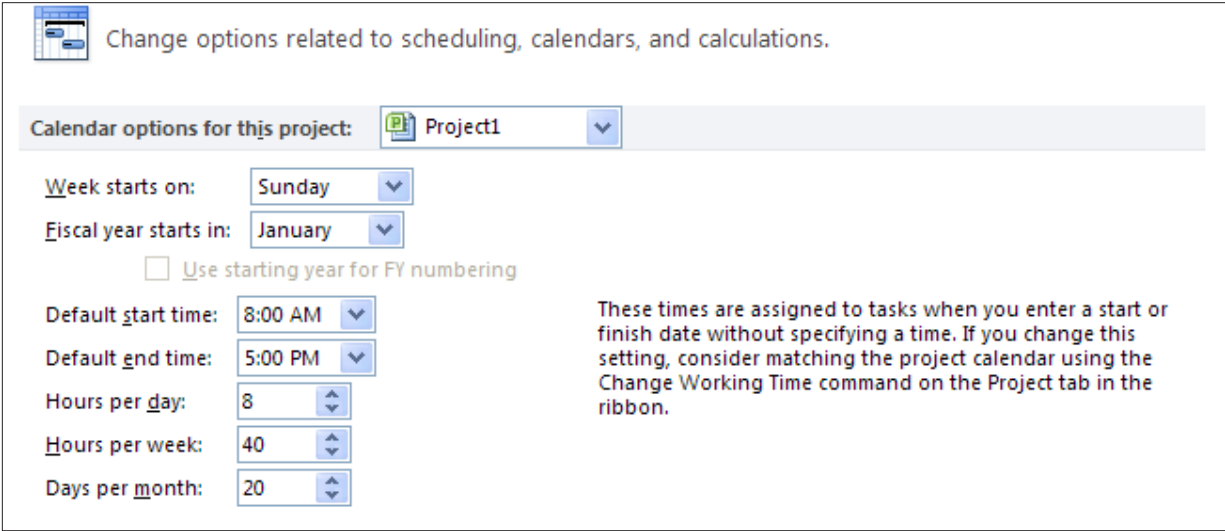 Change options related to scheduling, calendars, and calculations.
Calendar options for this project: Project1
Week starts on: Sunday
Fiscal year starts in: January
Use starting year for FY numbering
Default start time: 8:00 AM
Default end time: 5:00 PM
Hours per day: 8
Hours per week: 40
Days per month: 20
These times are assigned to tasks when you enter a start or
finish date without specifying a time. If you change this
setting, consider matching the project calendar using the
Change Working Time command on the Project tab in the
ribbon.